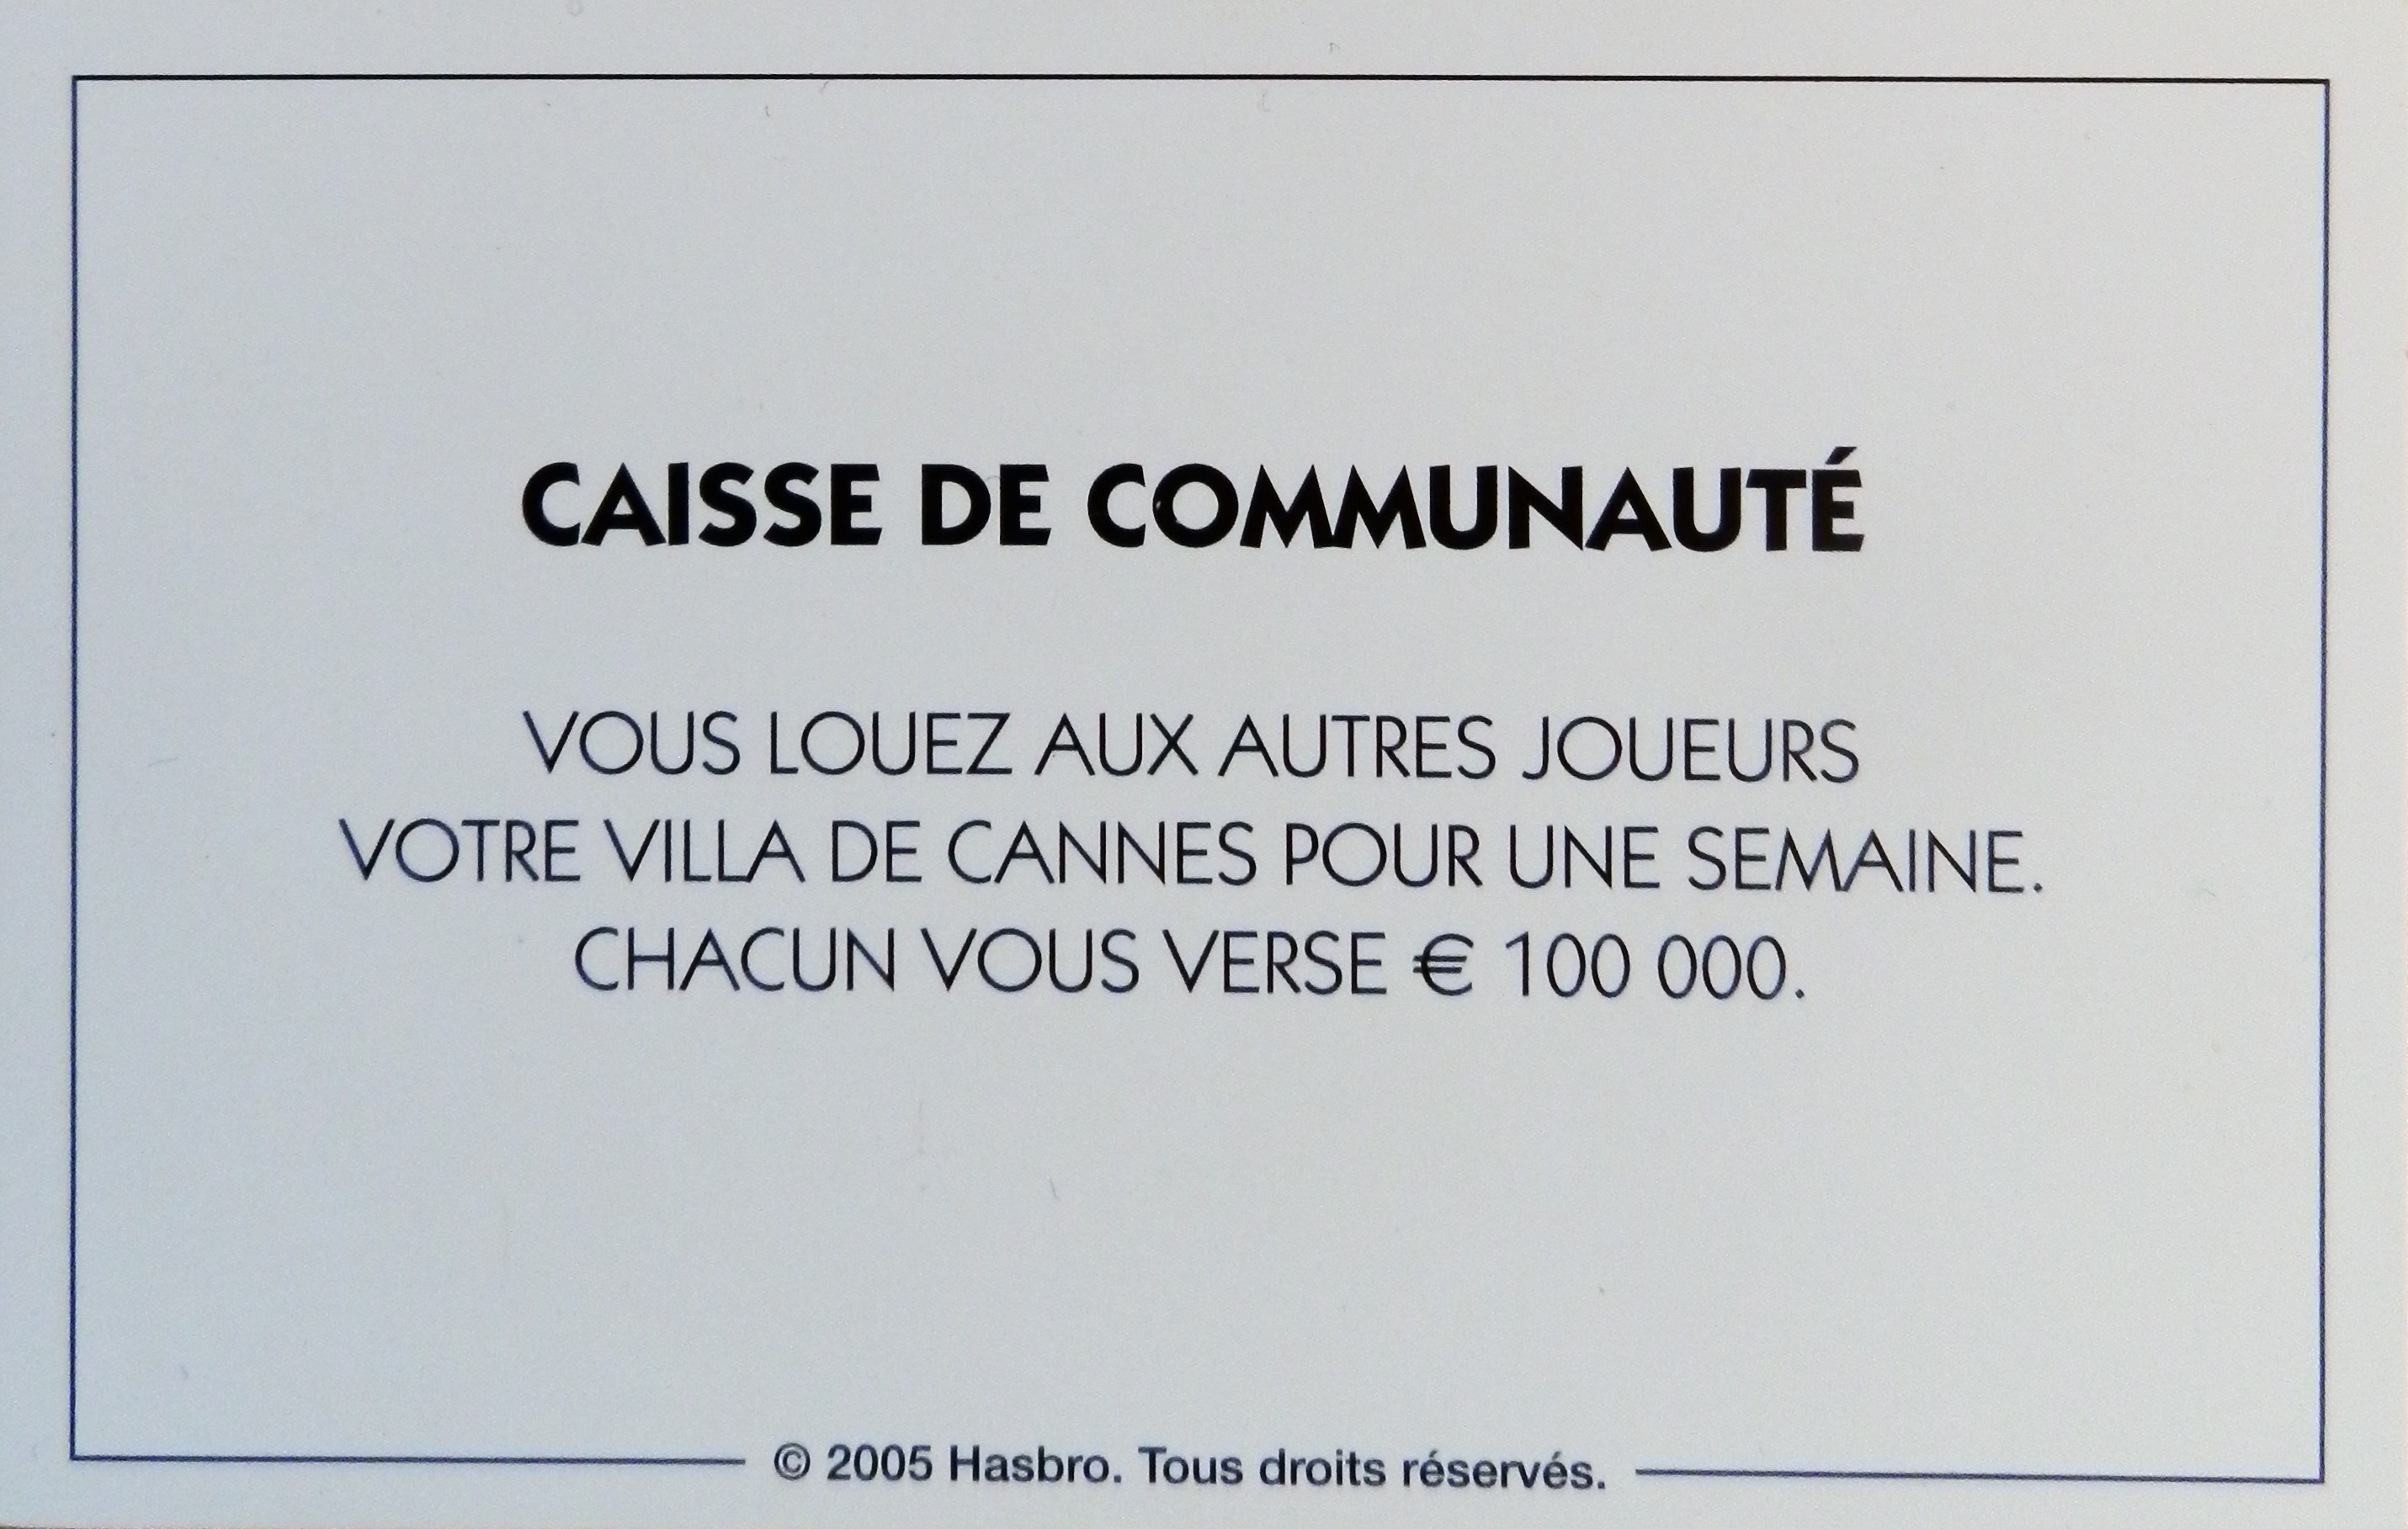 CAISSE DE COMMUNAUTÉ
VOUS LOUEZ AUX AUTRES JOUEURS
VOTRE VILLA DE CANNES POUR UNE SEMAINE.
CHACUN VOUS VERSE € 100 000.
© 2005 Hasbro. Tous droits réservés.